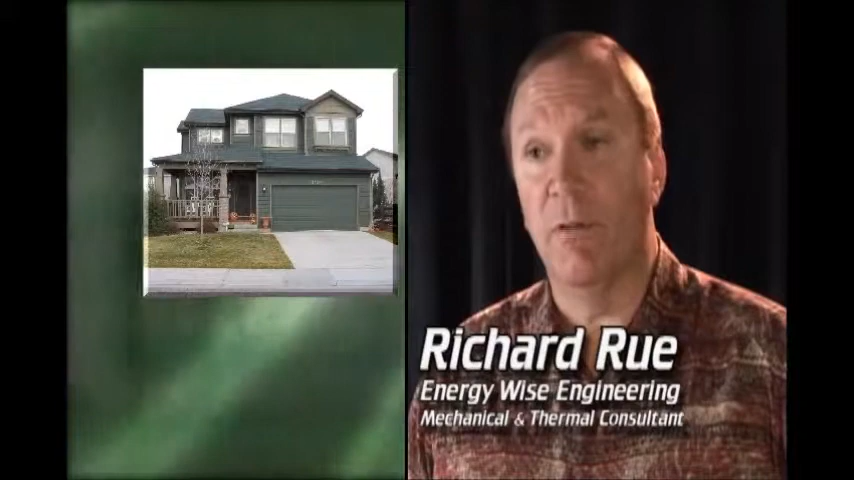 Richard Rue
Energy Wise Engineering
Mechanical & Thermal Consultant